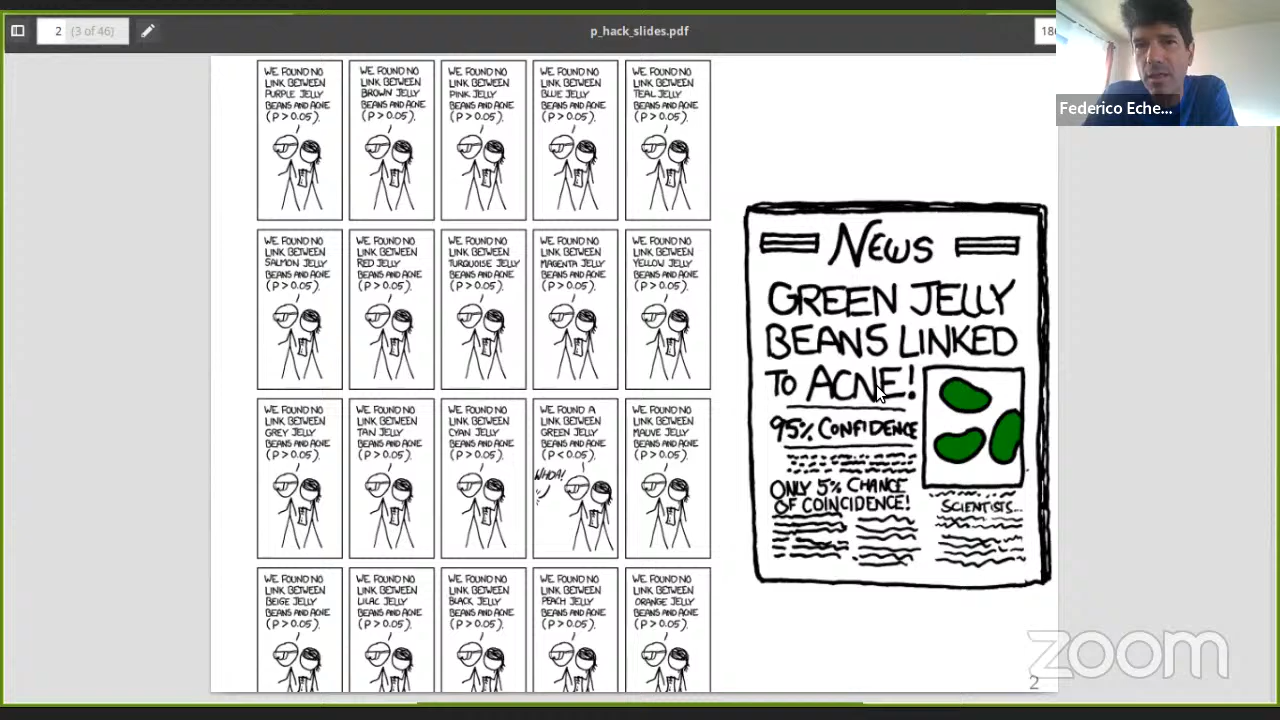 2 (3 of 46)
p_hack_slides.pdf
180
Federico Eche...
WE FOUND NO
LINK BETWEEN
PURPLE JELLY
BEANS AND ACNE
(P > 0.05).
WE FOUND NO
LINK BETWEEN
BROWN JELLY
BEANS AND ACNE
(P > 0.05).
WE FOUND NO
LINK BETWEEN
PINK JELLY
BEANS AND ACNE
(P > 0.05).
WE FOUND NO
LINK BETWEEN
BLUE JELLY
BEANS AND ACNE
(P > 0.05).
WE FOUND NO
LINK BETWEEN
TEAL JELLY
BEANS AND ACNE
(P > 0.05).
WE FOUND NO
LINK BETWEEN
SALMON JELLY
BEANS AND ACNE
(P > 0.05).
WE FOUND NO
LINK BETWEEN
RED JELLY
BEANS AND ACNE
(P > 0.05).
WE FOUND NO
LINK BETWEEN
TURQUOISE JELLY
BEANS AND ACNE
(P > 0.05).
WE FOUND NO
LINK BETWEEN
MAGENTA JELLY
BEANS AND ACNE
(P > 0.05).
WE FOUND NO
LINK BETWEEN
YELLOW JELLY
BEANS AND ACNE
(P > 0.05).
WE FOUND NO
LINK BETWEEN
GREY JELLY
BEANS AND ACNE
(P > 0.05).
WE FOUND NO
LINK BETWEEN
TAN JELLY
BEANS AND ACNE
(P > 0.05).
WE FOUND NO
LINK BETWEEN
CYAN JELLY
BEANS AND ACNE
(P > 0.05).
WE FOUND A
LINK BETWEEN
GREEN JELLY
BEANS AND ACNE
(P < 0.05).
WHOA!
WE FOUND NO
LINK BETWEEN
MAUVE JELLY
BEANS AND ACNE
(P > 0.05).
WE FOUND NO
LINK BETWEEN
BEIGE JELLY
BEANS AND ACNE
(P > 0.05).
WE FOUND NO
LINK BETWEEN
LILAC JELLY
BEANS AND ACNE
(P > 0.05).
WE FOUND NO
LINK BETWEEN
BLACK JELLY
BEANS AND ACNE
(P > 0.05).
WE FOUND NO
LINK BETWEEN
PEACH JELLY
BEANS AND ACNE
(P > 0.05).
WE FOUND NO
LINK BETWEEN
ORANGE JELLY
BEANS AND ACNE
(P > 0.05).
NEWS
GREEN JELLY
BEANS LINKED
TO ACNE!
95% CONFIDENCE
ONLY 5% CHANCE
OF COINCIDENCE!
SCIENTISTS...
zoom
2